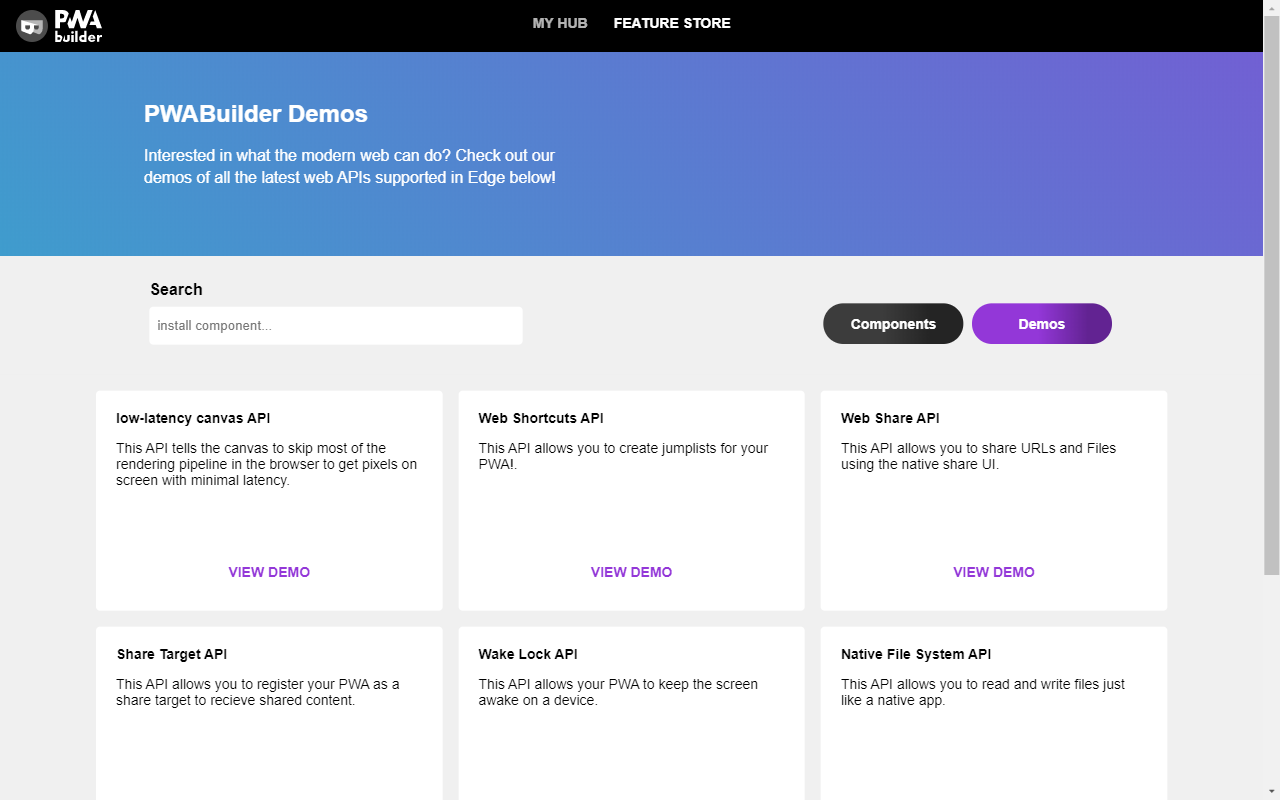 PWA
builder
MY HUB
FEATURE STORE
PWABuilder Demos
Interested in what the modern web can do? Check out our
demos of all the latest web APIs supported in Edge below!
Search
install component...
Components
Demos
low-latency canvas API
This API tells the canvas to skip most of the
rendering pipeline in the browser to get pixels on
screen with minimal latency.
VIEW DEMO
Web Shortcuts API
This API allows you to create jumplists for your
PWA!.
VIEW DEMO
Web Share API
This API allows you to share URLs and Files
using the native share UI.
VIEW DEMO
Share Target API
This API allows you to register your PWA as a
share target to recieve shared content.
Wake Lock API
This API allows your PWA to keep the screen
awake on a device.
Native File System API
This API allows you to read and write files just
like a native app.